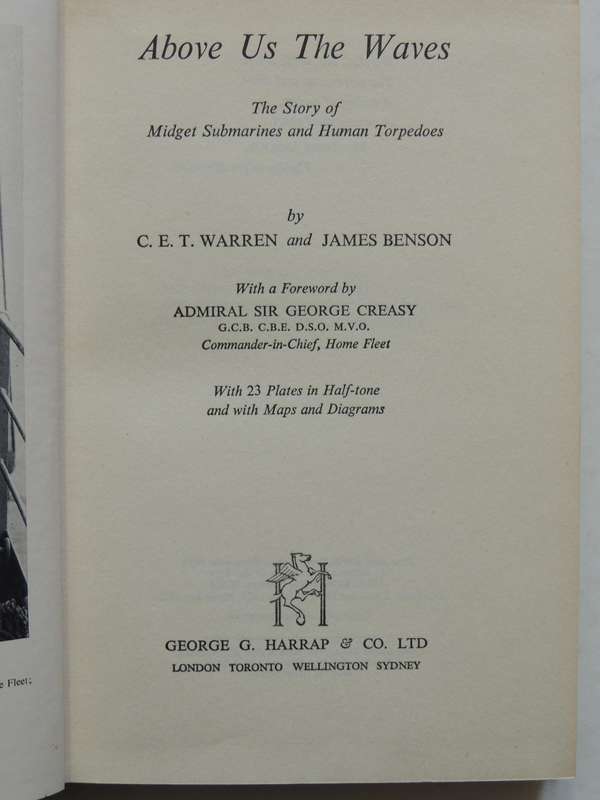 Above Us The Waves
The Story of
Midget Submarines and Human Torpedoes
by
C. E. T. WARREN and JAMES BENSON
With a Foreword by
ADMIRAL SIR GEORGE CREASY
G.C.B. C.B.E. D.S.O. M.V.O.
Commander-in-Chief, Home Fleet
With 23 Plates in Half-tone
and with Maps and Diagrams
H
GEORGE G. HARRAP & CO. LTD
LONDON TORONTO WELLINGTON SYDNEY
Fleet;